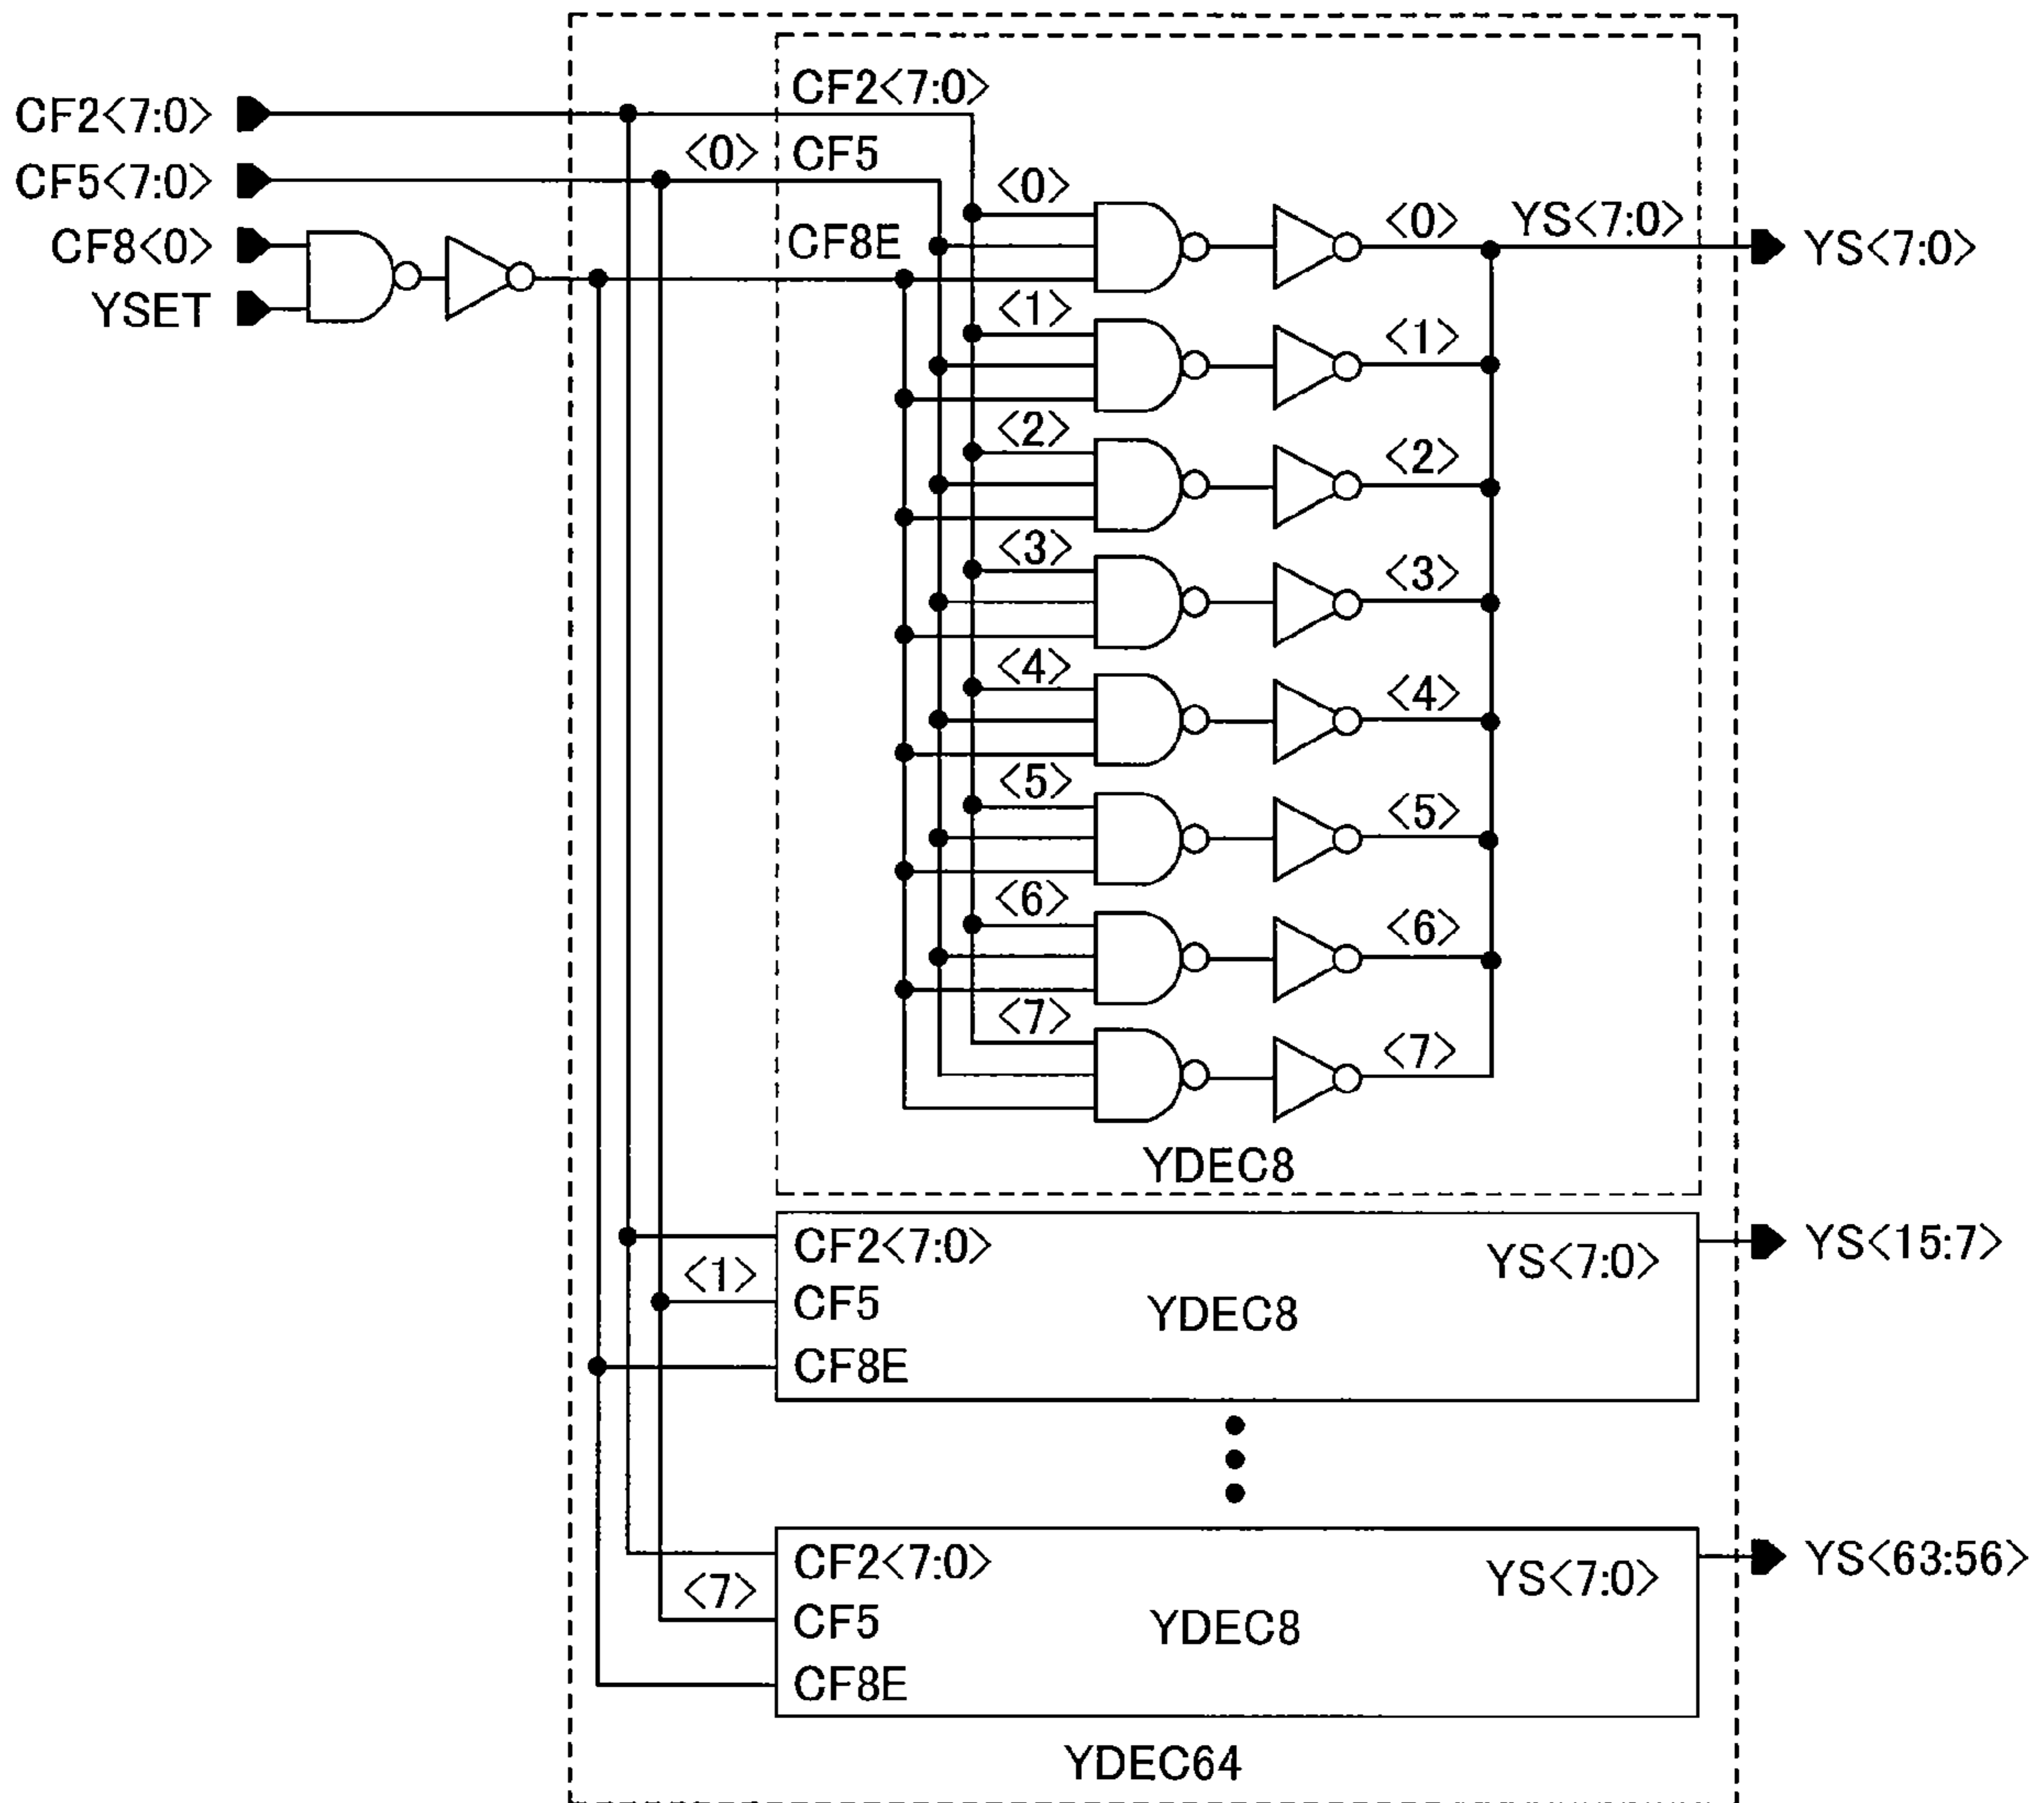 CF2<7:0>
CF2<7:0>
CF5<7:0>
<0>
CF5
<0>
CF8<0>
CF8E
<0>
YS<7:0>
YS<7:0>
YSET
<1>
<1>
<2>
<2>
<3>
<3>
<4>
<4>
<5>
<5>
<6>
<6>
<7>
<7>
YDEC8
CF2<7:0>
YS<7:0>
YS<15:7>
<1>
CF5
YDEC8
CF8E
CF2<7:0>
YS<7:0>
YS<63:56>
<7>
CF5
YDEC8
CF8E
YDEC64